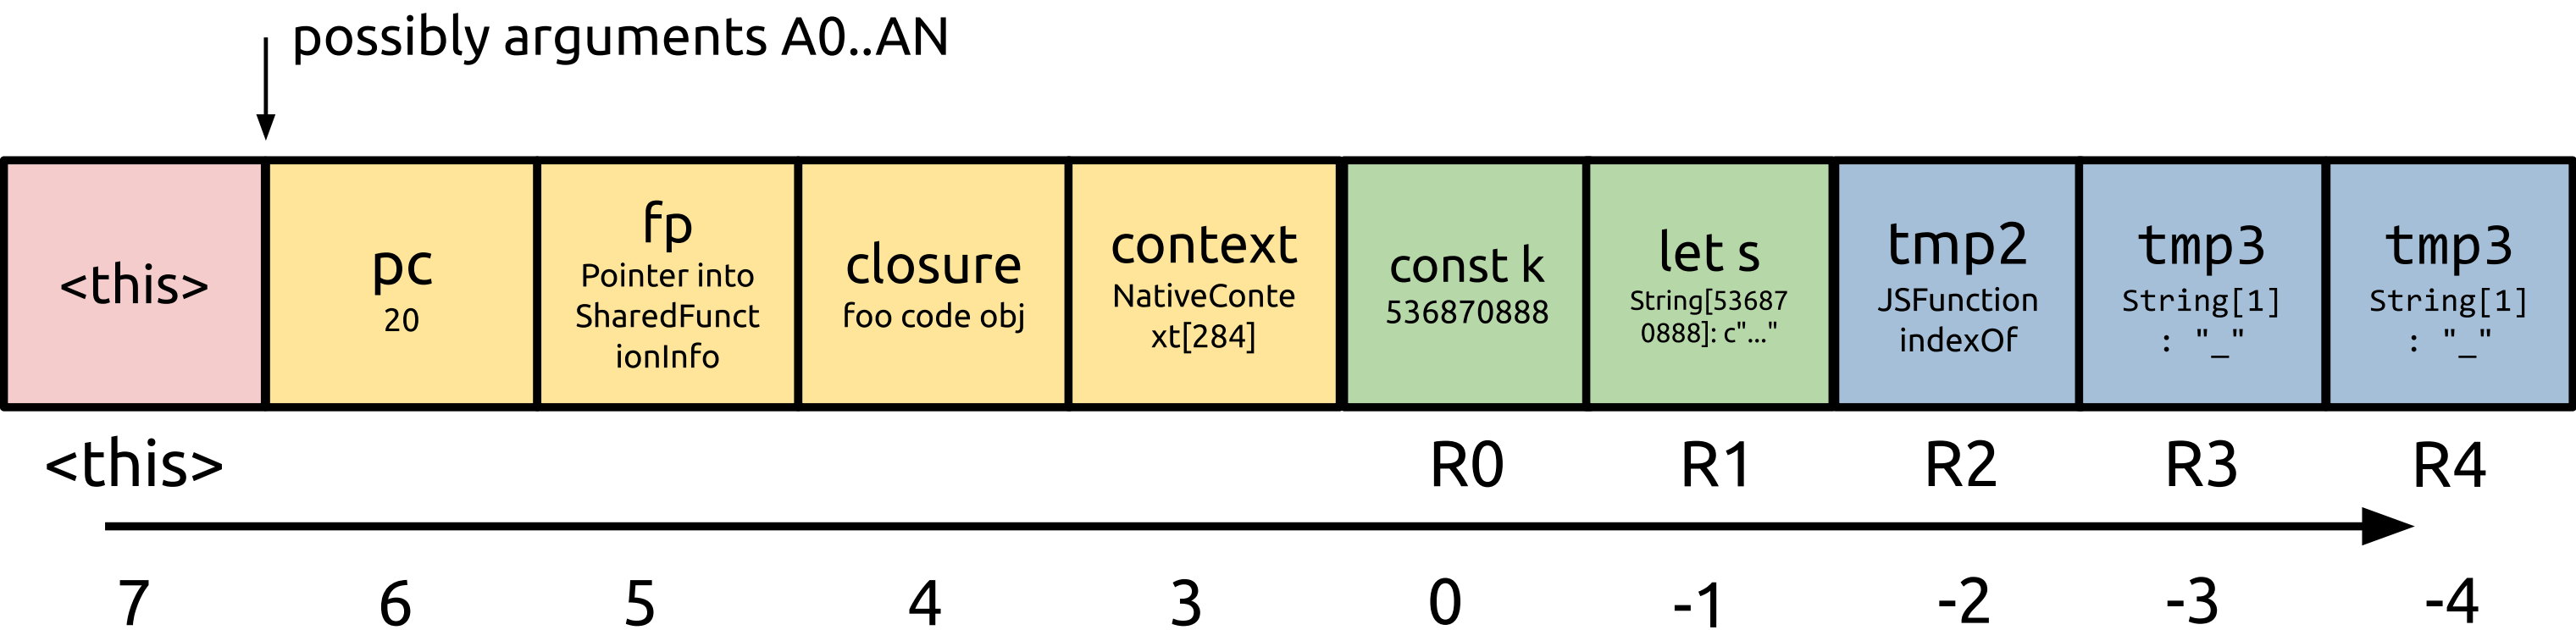 possibly arguments A0..AN
<this>
pc
20
fp
Pointer into
SharedFunct
ionInfo
closure
foo code obj
context
NativeConte
xt[284]
const k
536870888
let s
String[53687
0888]: c"..."
tmp2
JSFunction
indexOf
tmp3
String[1]
: "_"
tmp3
String[1]
: "_"
<this> R0 R1 R2 R3 R4
7 6 5 4 3 0 -1 -2 -3 -4